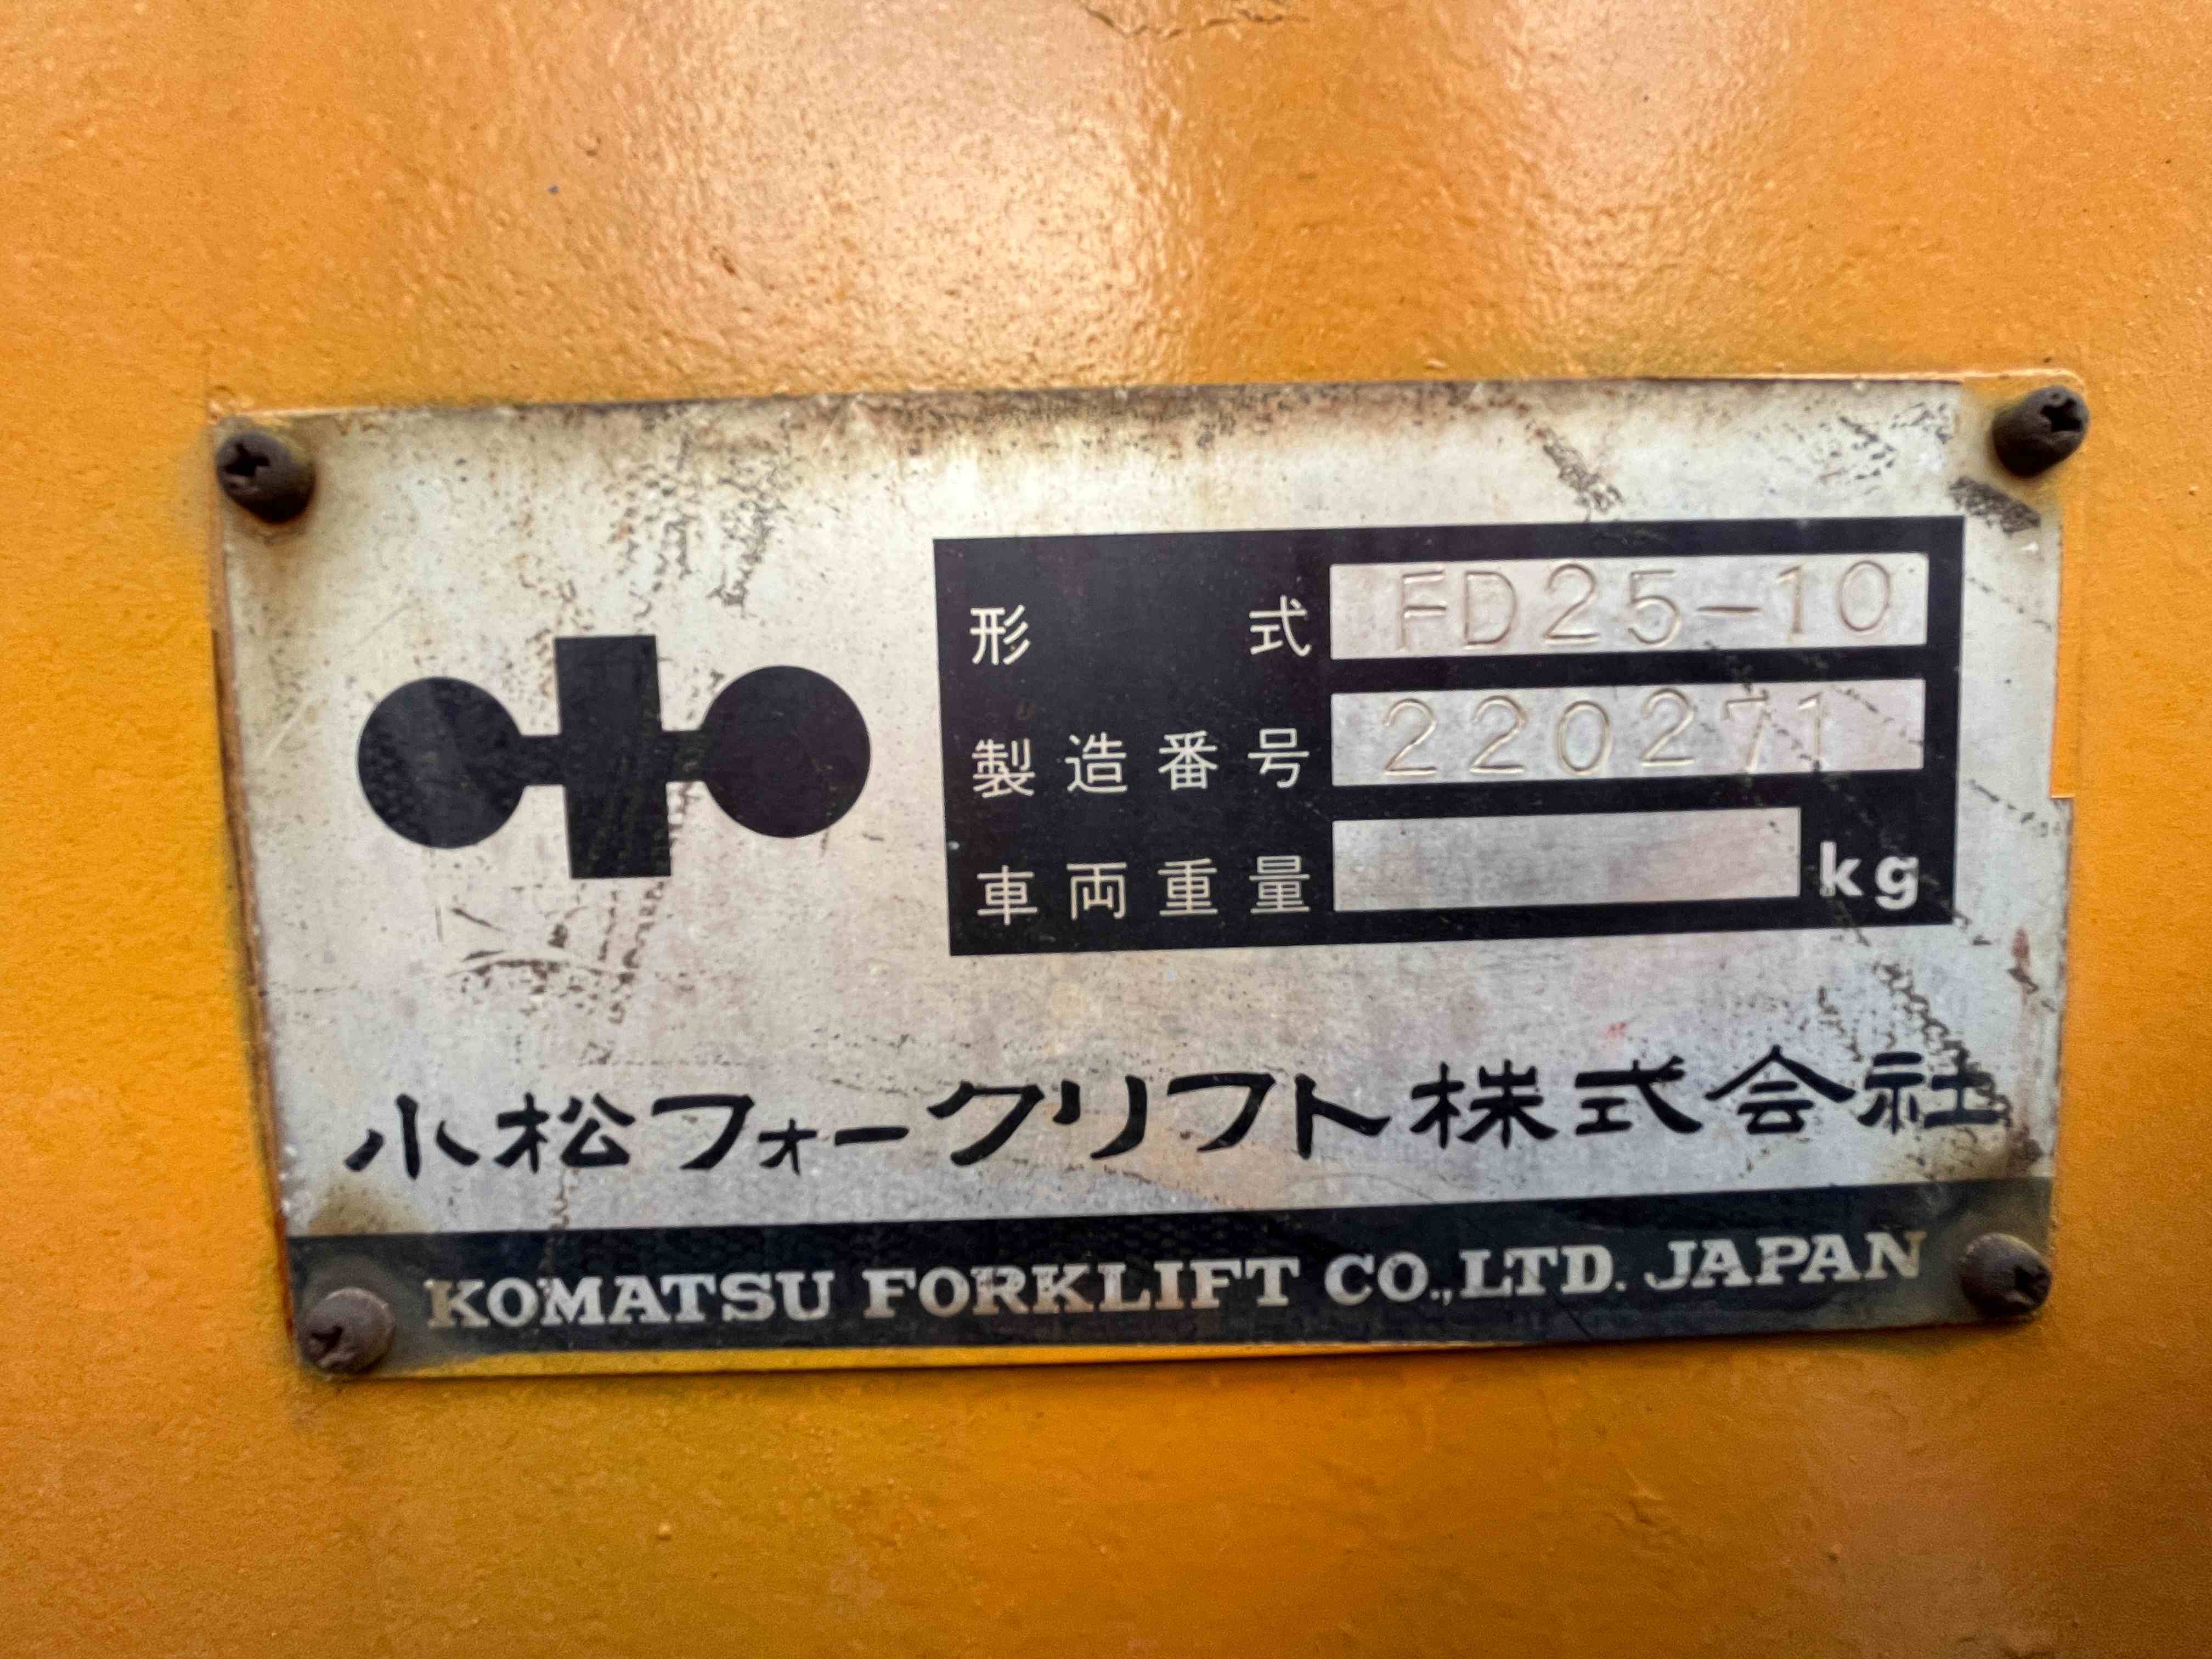 形式 FD25-10
製造番号 220271
車両重量 kg
小松フォークリフト株式会社
KOMATSU FORKLIFT CO.,LTD. JAPAN